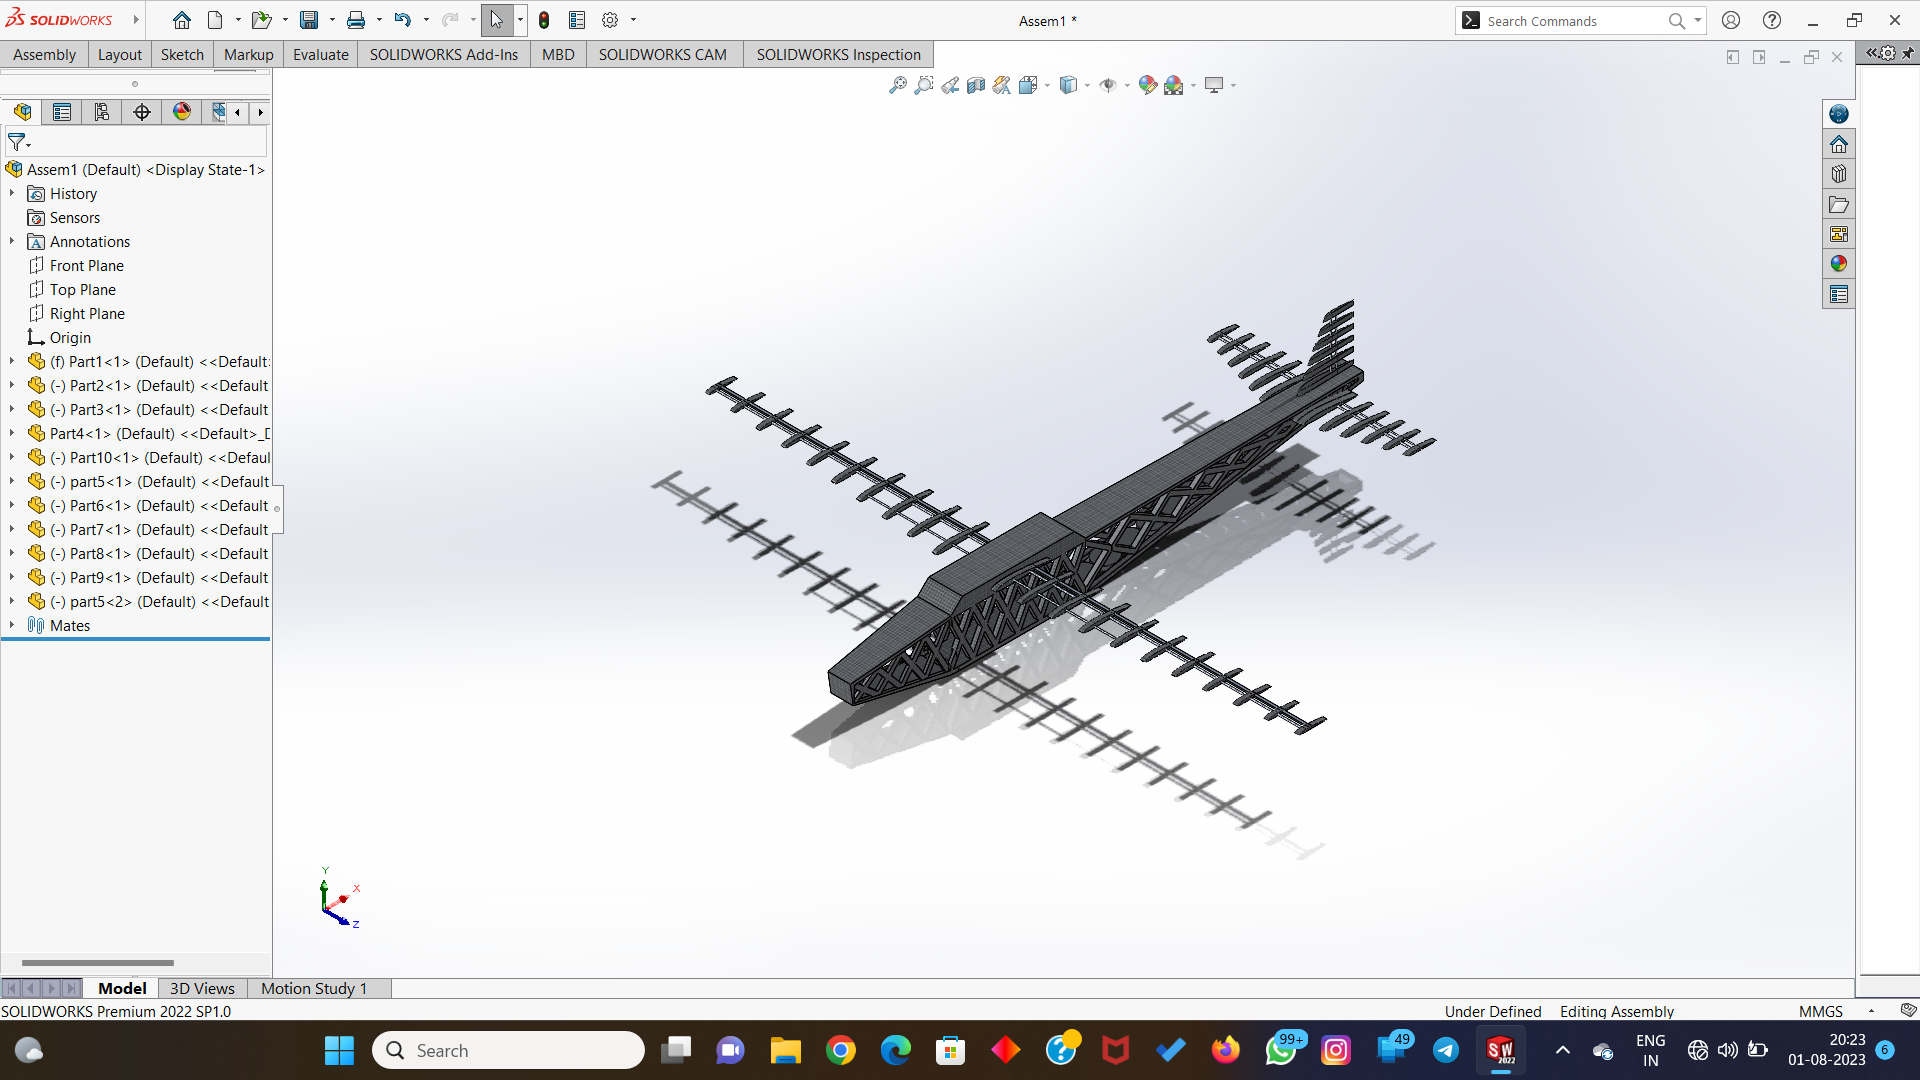 SOLIDWORKS
Assem1 *
Search Commands
Assembly Layout Sketch Markup Evaluate SOLIDWORKS Add-Ins MBD SOLIDWORKS CAM SOLIDWORKS Inspection
Assem1 (Default) <Display State-1>
History
Sensors
Annotations
Front Plane
Top Plane
Right Plane
Origin
(f) Part1<1> (Default) <<Default
(-) Part2<1> (Default) <<Default
(-) Part3<1> (Default) <<Default
Part4<1> (Default) <<Default>_D
(-) Part10<1> (Default) <<Defaul
(-) part5<1> (Default) <<Default
(-) Part6<1> (Default) <<Default
(-) Part7<1> (Default) <<Default
(-) Part8<1> (Default) <<Default
(-) Part9<1> (Default) <<Default
(-) part5<2> (Default) <<Default
Mates
Y
X
Z
Model 3D Views Motion Study 1
SOLIDWORKS Premium 2022 SP1.0
Under Defined Editing Assembly MMGS
Search
99+
49
SW
2022
ENG
IN
20:23
01-08-2023
6